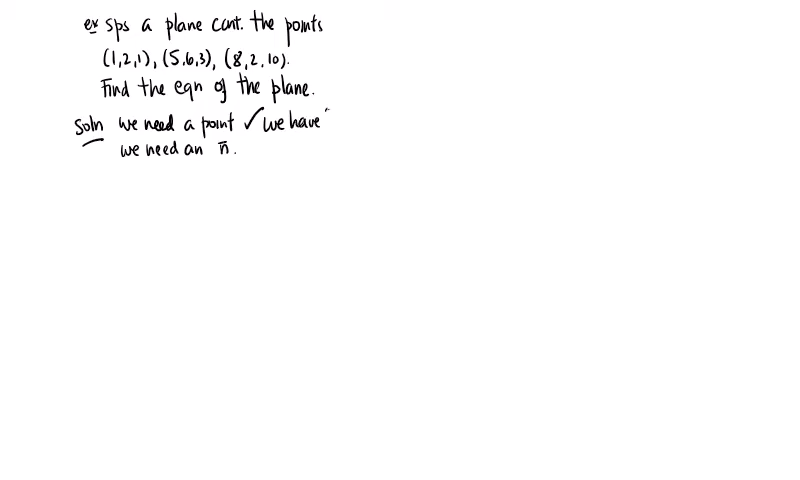 ex sps a plane cont. the points
(1,2,1), (5,6,3), (8,2,10).
Find the eqn of the plane.
Soln we need a point ✓ we have
we need an n̄.